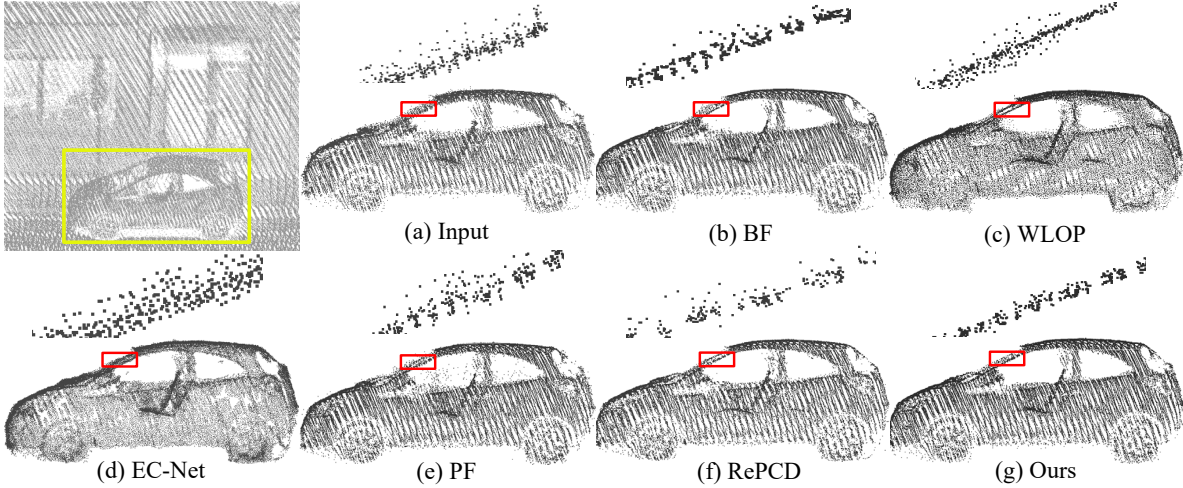 (a) Input
(b) BF
(c) WLOP
(d) EC-Net
(e) PF
(f) RePCD
(g) Ours